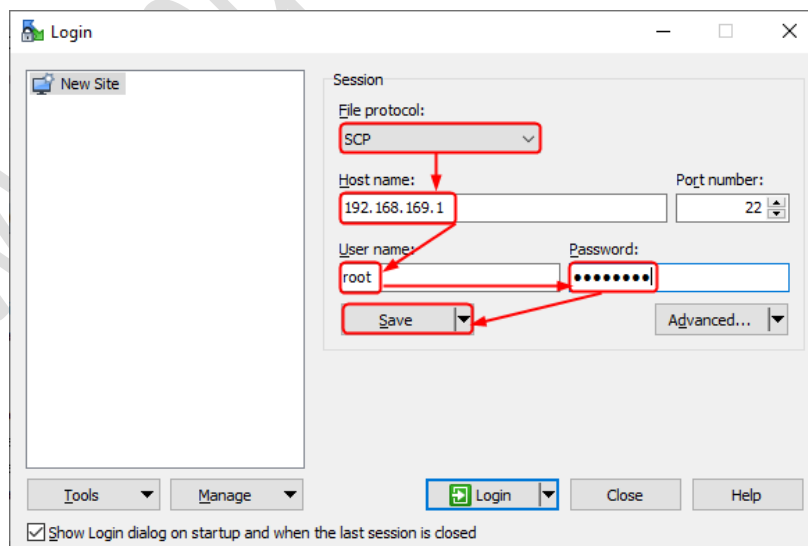 Login
New Site
Session
File protocol:
SCP
Host name:
Port number:
192.168.169.1
22
User name:
Password:
root
●●●●●●●●
Save
Advanced...
Tools
Manage
Login
Close
Help
Show Login dialog on startup and when the last session is closed